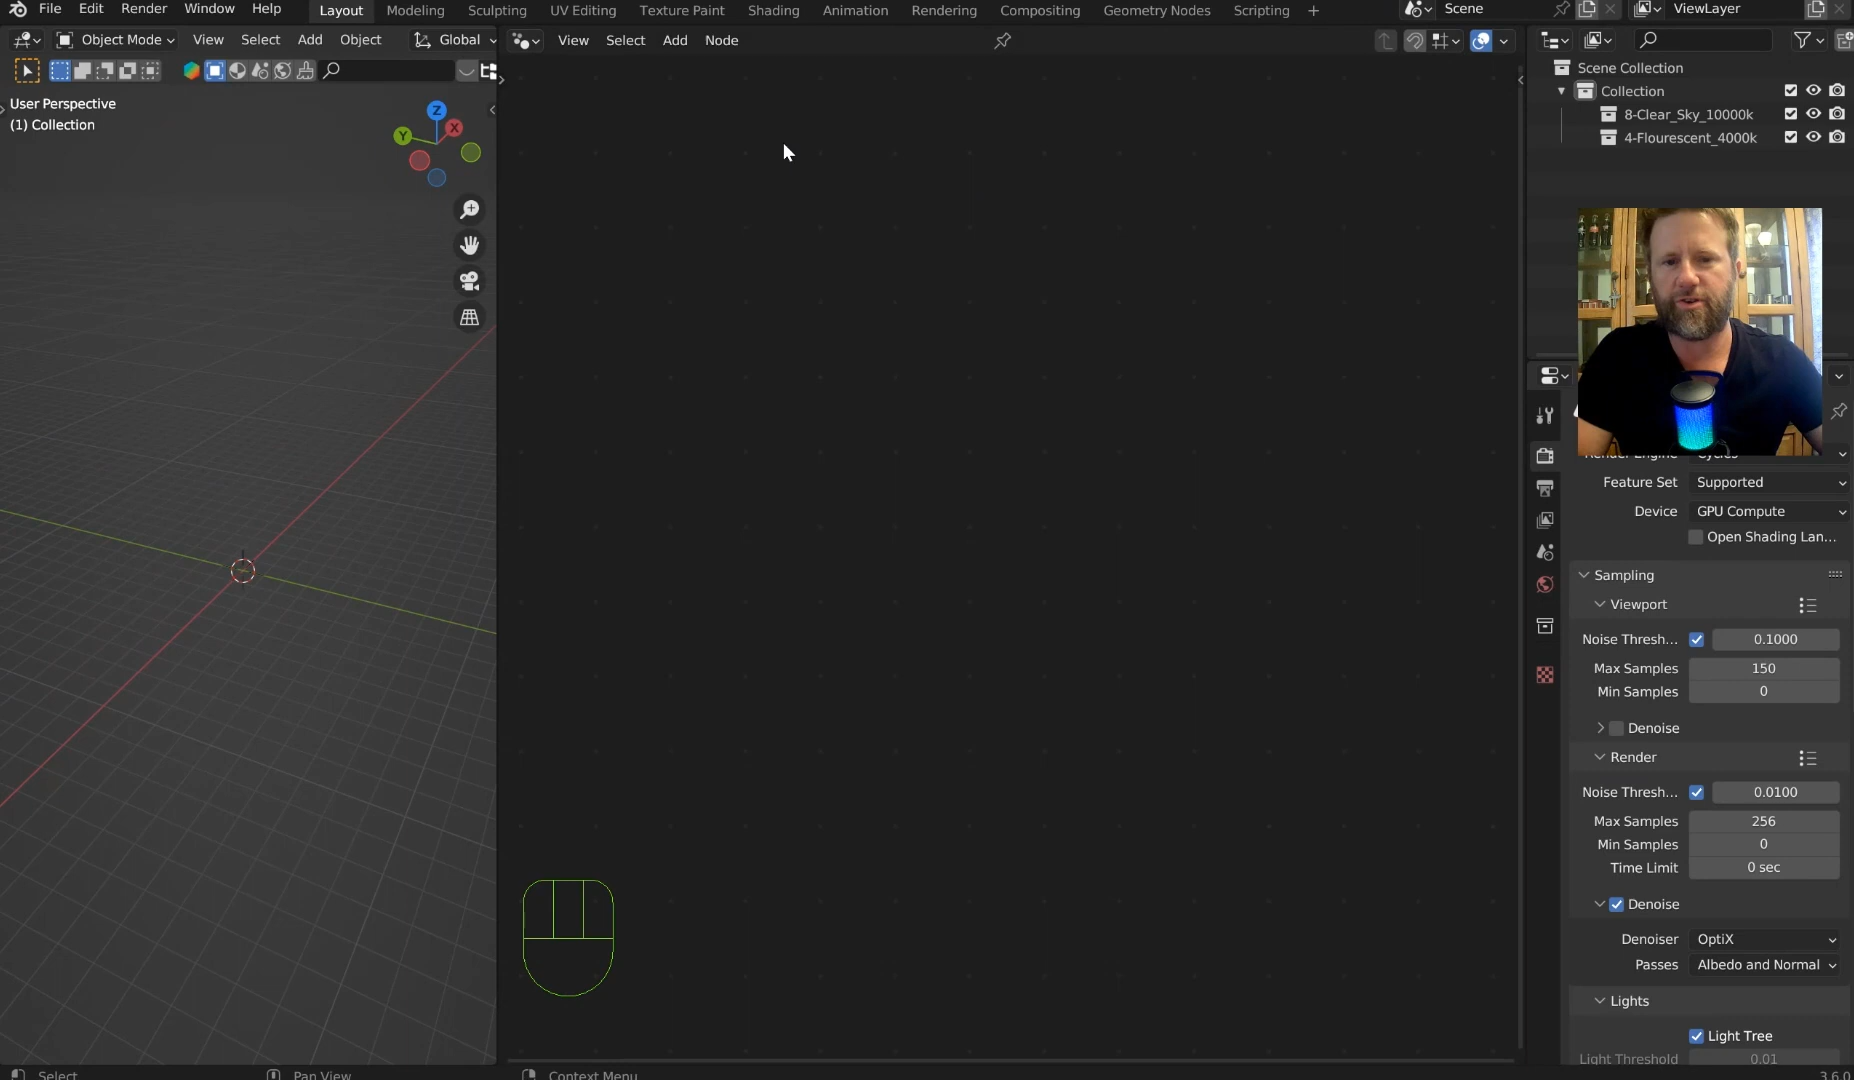 File Edit Render Window Help Layout Modeling Sculpting UV Editing Texture Paint Shading Animation Rendering Compositing Geometry Nodes Scripting + Scene ViewLayer
Object Mode View Select Add Object Global View Select Add Node
User Perspective
(1) Collection
Z
X
Y
Scene Collection
Collection
8-Clear_Sky_10000k
4-Flourescent_4000k
Render Engine Cycles
Feature Set Supported
Device GPU Compute
Open Shading Lan...
Sampling
Viewport
Noise Thresh... 0.1000
Max Samples 150
Min Samples 0
Denoise
Render
Noise Thresh... 0.0100
Max Samples 256
Min Samples 0
Time Limit 0 sec
Denoise
Denoiser OptiX
Passes Albedo and Normal
Lights
Light Tree
Light Threshold 0.01
Select Pan View Context Menu 3.6.0